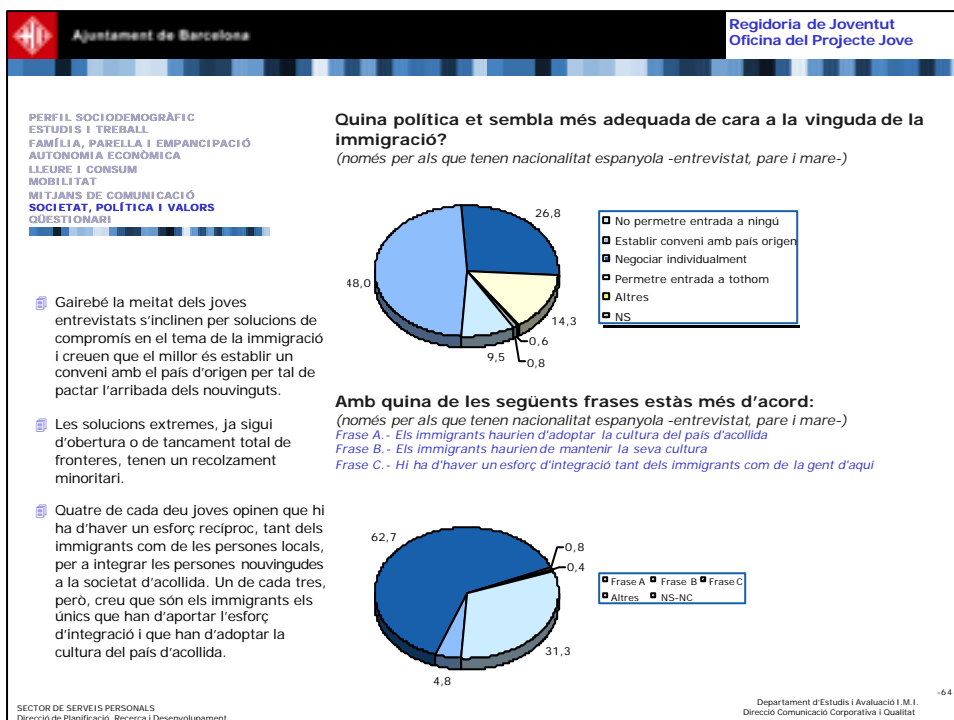 Ajuntament de Barcelona
Regidoria de Joventut
Oficina del Projecte Jove
PERFIL SOCIODEMOGRÀFIC
ESTUDIS I TREBALL
FAMÍLIA, PARELLA I EMPANCIPACIÓ
AUTONOMIA ECONÒMICA
LLEURE I CONSUM
MOBILITAT
MITJANS DE COMUNICACIÓ
SOCIETAT, POLÍTICA I VALORS
QÜESTIONARI
Gairebé la meitat dels joves
entrevistats s'inclinen per solucions de
compromís en el tema de la immigració
i creuen que el millor és establir un
conveni amb el país d'origen per tal de
pactar l'arribada dels nouvinguts.
Les solucions extremes, ja sigui
d'obertura o de tancament total de
fronteres, tenen un recolzament
minoritari.
Quatre de cada deu joves opinen que hi
ha d'haver un esforç recíproc, tant dels
immigrants com de les persones locals,
per a integrar les persones nouvingudes
a la societat d'acollida. Un de cada tres,
però, creu que són els immigrants els
únics que han d'aportar l'esforç
d'integració i que han d'adoptar la
cultura del país d'acollida.
Quina política et sembla més adequada de cara a la vinguda de la
immigració?
(només per als que tenen nacionalitat espanyola -entrevistat, pare i mare-)
26,8
48,0
14,3
0,6
9,5
0,8
No permetre entrada a ningú
Establir conveni amb país origen
Negociar individualment
Permetre entrada a tothom
Altres
NS
Amb quina de les següents frases estàs més d'acord:
(només per als que tenen nacionalitat espanyola -entrevistat, pare i mare-)
Frase A.- Els immigrants haurien d'adoptar la cultura del país d'acollida
Frase B.- Els immigrants haurien de mantenir la seva cultura
Frase C.- Hi ha d'haver un esforç d'integració tant dels immigrants com de la gent d'aquí
62,7
0,8
0,4
31,3
4,8
Frase A Frase B Frase C
Altres NS-NC
SECTOR DE SERVEIS PERSONALS
Direcció de Planificació, Recerca i Desenvolupament
Departament d'Estudis i Avaluació I.M.I.
Direcció Comunicació Corporativa i Qualitat
-64